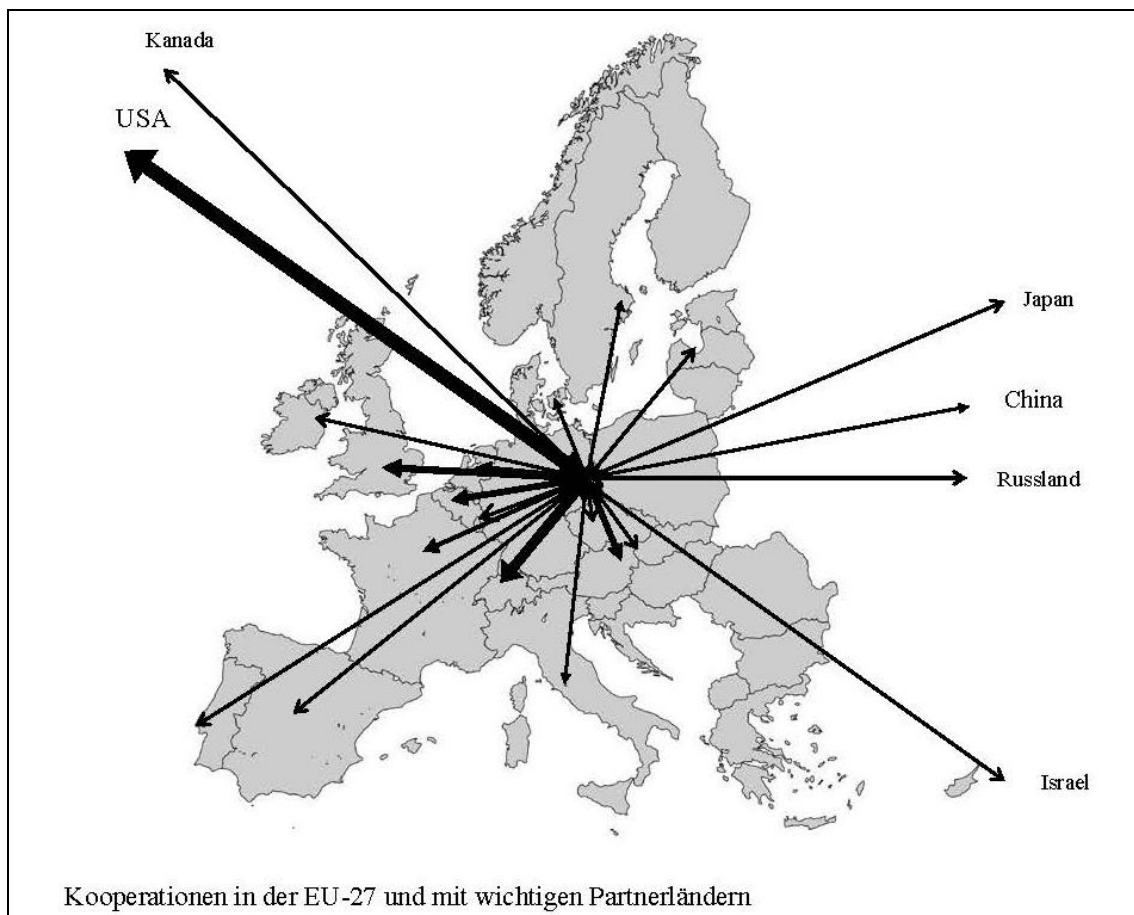 Kanada
USA
Japan
China
Russland
Israel
Kooperationen in der EU-27 und mit wichtigen Partnerländern